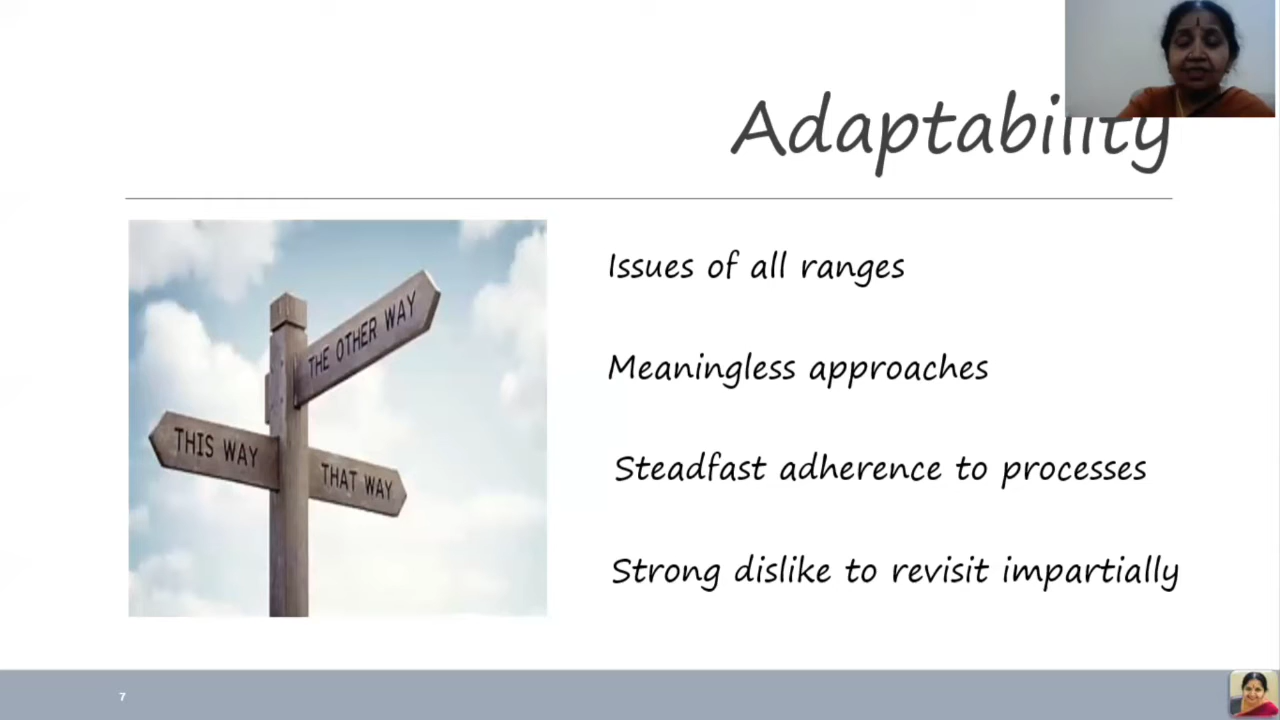 Adaptability
THE OTHER WAY
THIS WAY
THAT WAY
Issues of all ranges
Meaningless approaches
Steadfast adherence to processes
Strong dislike to revisit impartially
7